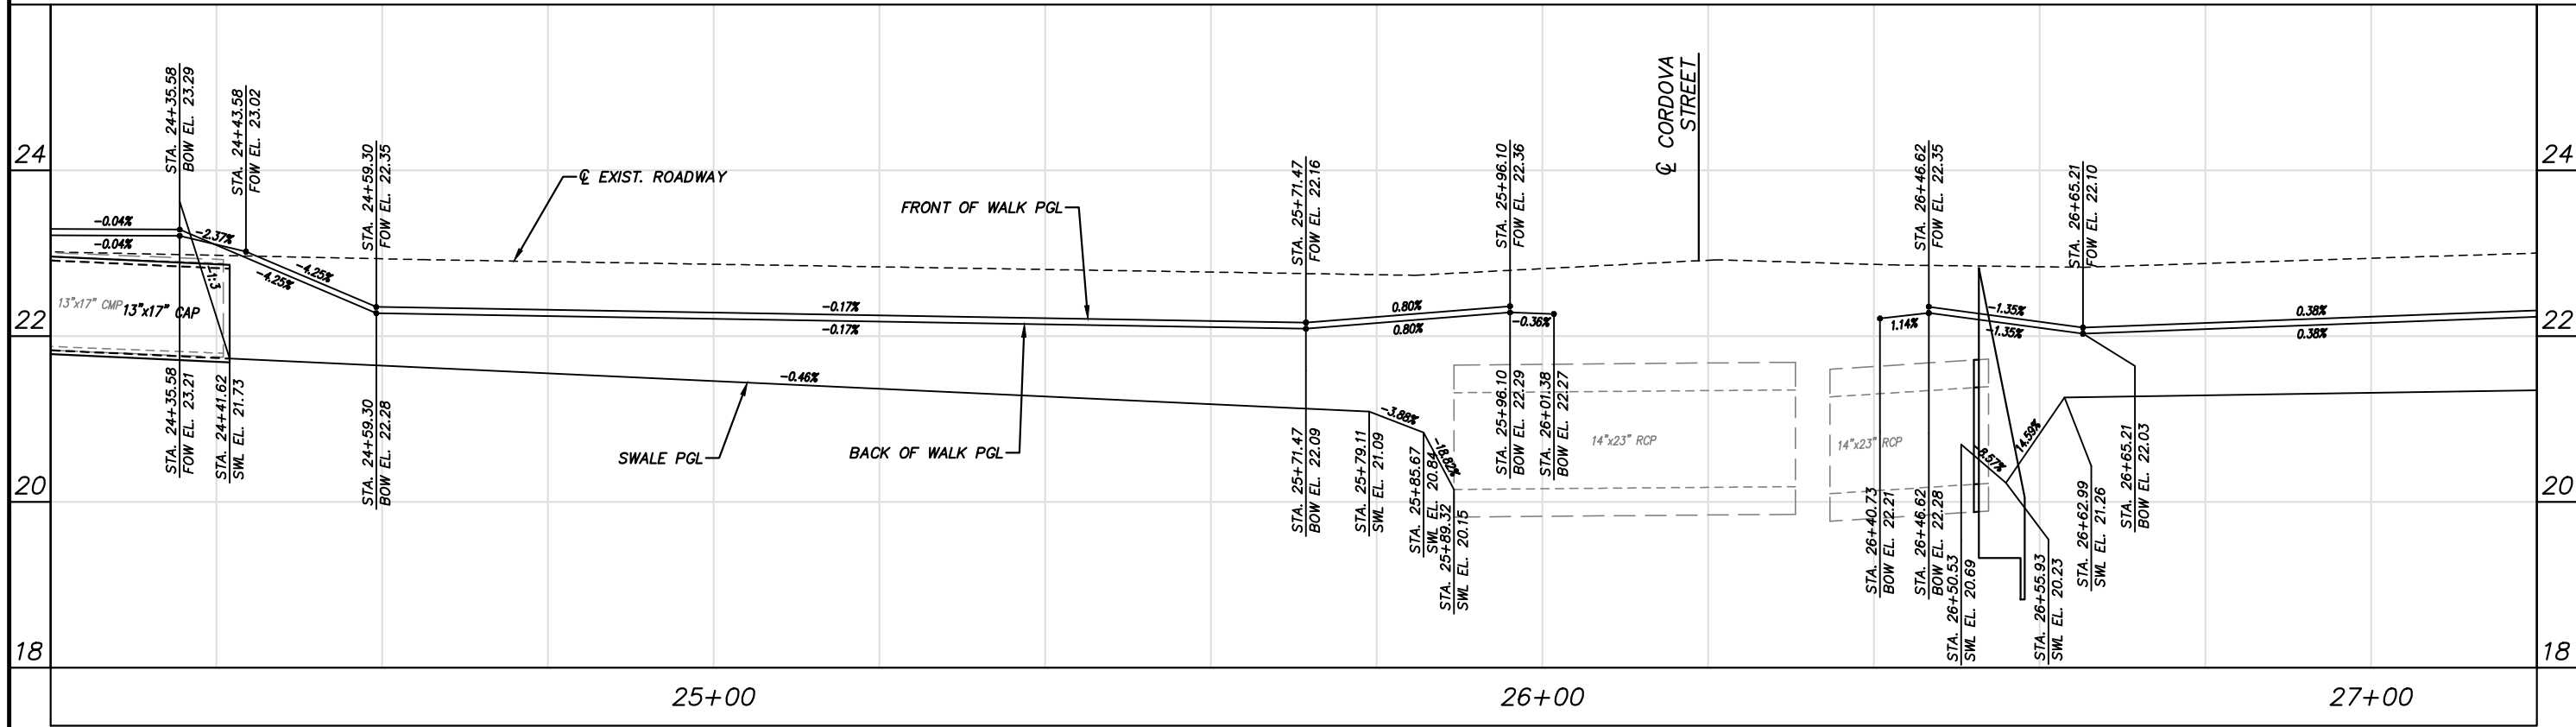 STA. 24+35.58
BOW EL. 23.29
STA. 24+43.58
FOW EL. 23.02
STA. 24+59.30
FOW EL. 22.35
℄ EXIST. ROADWAY
FRONT OF WALK PGL
STA. 25+71.47
FOW EL. 22.16
STA. 25+96.10
FOW EL. 22.36
℄ CORDOVA
STREET
STA. 26+46.62
FOW EL. 22.35
STA. 26+65.21
FOW EL. 22.10
24
24
-0.04%
-0.04%
-2.37%
-4.25%
-4.25%
-1:3
13"x17" CMP
13"x17" CAP
-0.17%
-0.17%
0.80%
0.80%
-0.36%
1.14%
-1.35%
-1.35%
0.38%
0.38%
22
22
-0.46%
-3.88%
-18.82%
14"x23" RCP
14"x23" RCP
-8.57%
14.59%
SWALE PGL
BACK OF WALK PGL
STA. 24+35.58
FOW EL. 23.21
STA. 24+41.62
SWL EL. 21.73
STA. 24+59.30
BOW EL. 22.28
STA. 25+71.47
BOW EL. 22.09
STA. 25+79.11
SWL EL. 21.09
STA. 25+85.67
SWL EL. 20.84
STA. 25+89.32
SWL EL. 20.15
STA. 25+96.10
BOW EL. 22.29
STA. 26+01.38
BOW EL. 22.27
STA. 26+40.73
BOW EL. 22.21
STA. 26+46.62
BOW EL. 22.28
STA. 26+50.53
SWL EL. 20.69
STA. 26+55.93
SWL EL. 20.23
STA. 26+62.99
SWL EL. 21.26
STA. 26+65.21
BOW EL. 22.03
20
20
18
18
25+00
26+00
27+00